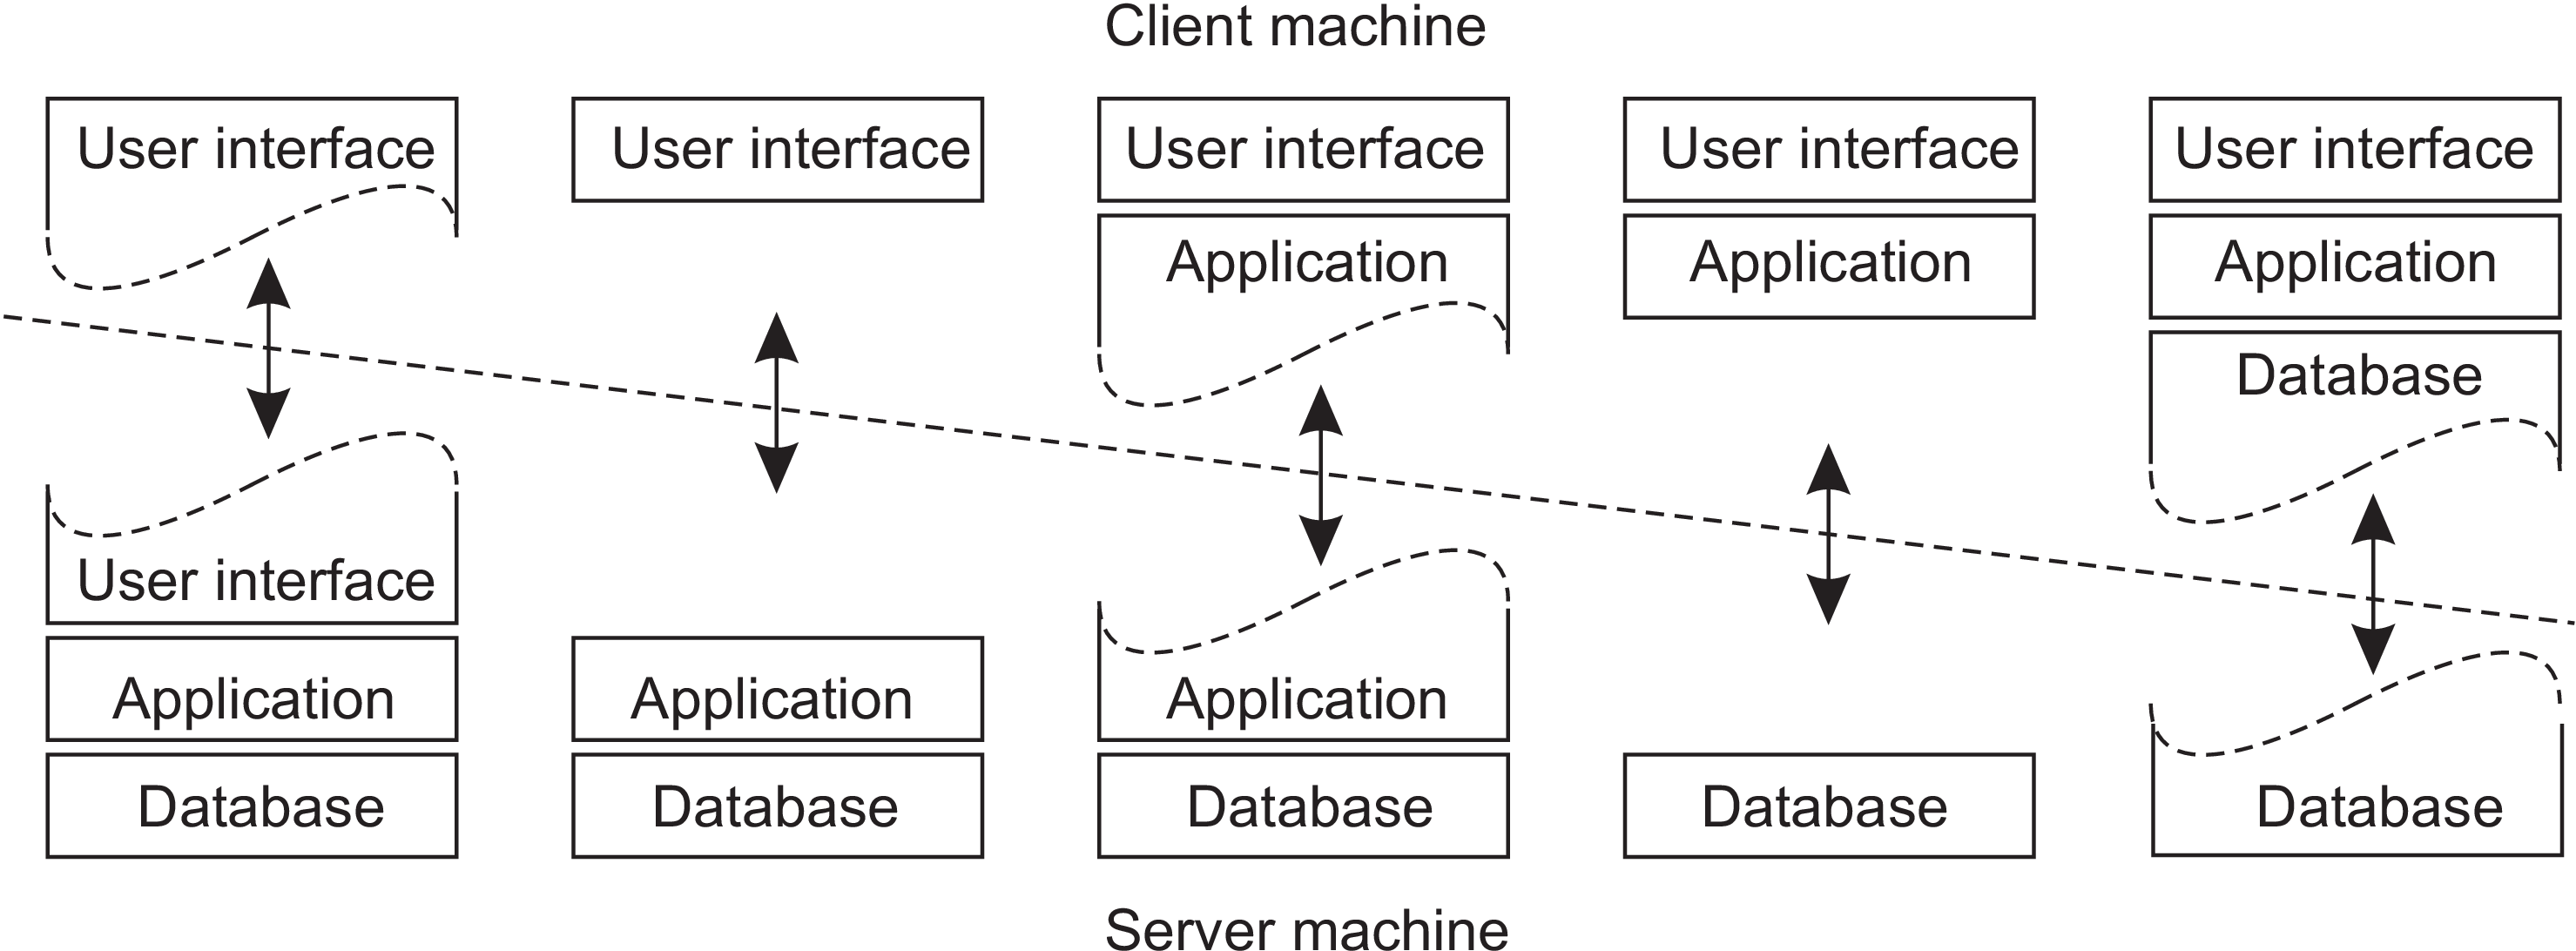 Client machine
User interface
User interface
User interface
User interface
User interface
Application
Application
Application
Database
User interface
Application
Application
Application
Database
Database
Database
Database
Database
Server machine